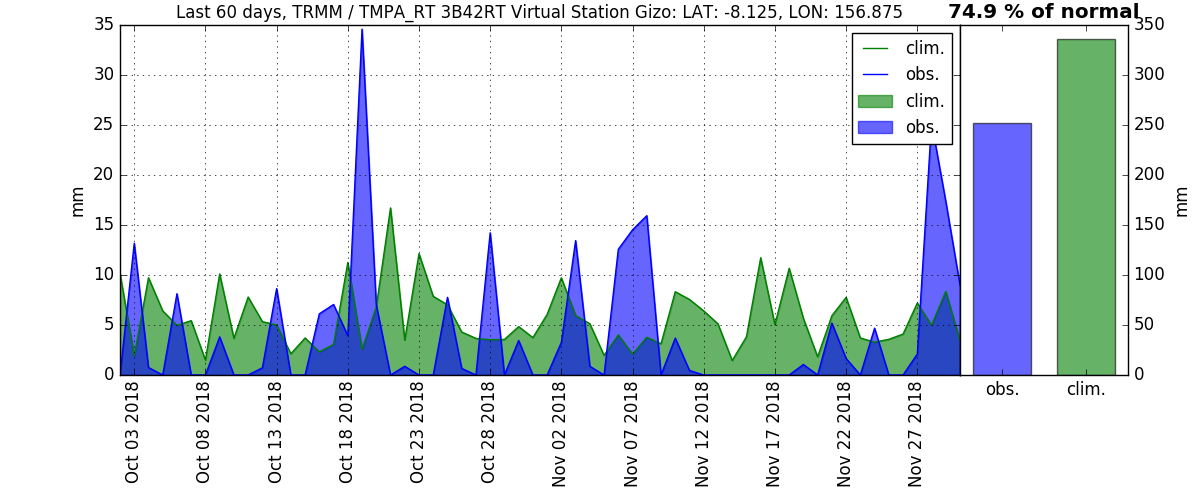 Last 60 days, TRMM / TMPA_RT 3B42RT Virtual Station Gizo: LAT: -8.125, LON: 156.875
74.9 % of normal
35
30
25
20
15
10
5
0
mm
clim.
obs.
clim.
obs.
350
300
250
200
150
100
50
0
mm
Oct 03 2018
Oct 08 2018
Oct 13 2018
Oct 18 2018
Oct 23 2018
Oct 28 2018
Nov 02 2018
Nov 07 2018
Nov 12 2018
Nov 17 2018
Nov 22 2018
Nov 27 2018
obs.
clim.